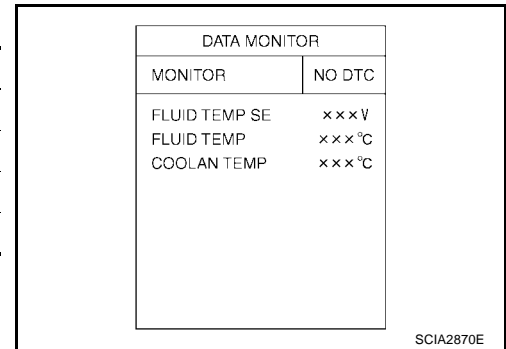 DATA MONITOR
MONITOR NO DTC
FLUID TEMP SE ×××V
FLUID TEMP ×××°C
COOLAN TEMP ×××°C
SCIA2870E